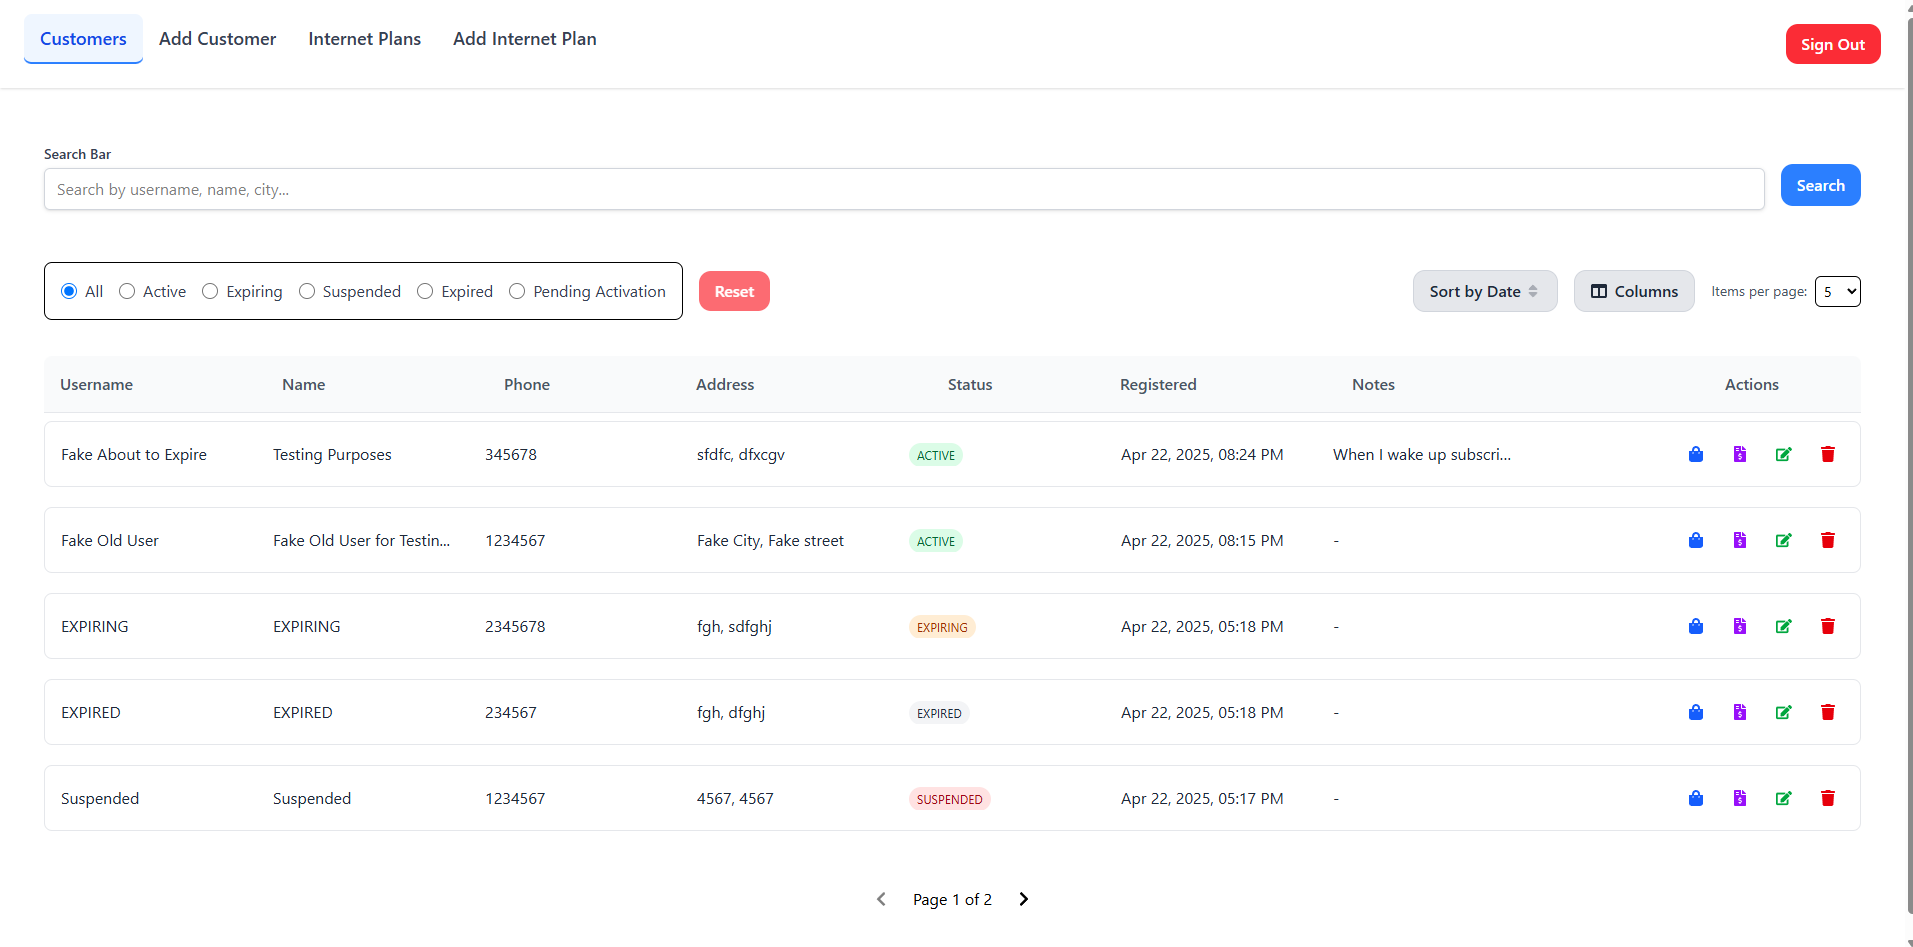 Customers Add Customer Internet Plans Add Internet Plan Sign Out
Search Bar
Search by username, name, city... Search
All Active Expiring Suspended Expired Pending Activation Reset Sort by Date Columns Items per page: 5
Username Name Phone Address Status Registered Notes Actions
Fake About to Expire Testing Purposes 345678 sfdfc, dfxcgv ACTIVE Apr 22, 2025, 08:24 PM When I wake up subscri...
Fake Old User Fake Old User for Testin... 1234567 Fake City, Fake street ACTIVE Apr 22, 2025, 08:15 PM -
EXPIRING EXPIRING 2345678 fgh, sdfghj EXPIRING Apr 22, 2025, 05:18 PM -
EXPIRED EXPIRED 234567 fgh, dfghj EXPIRED Apr 22, 2025, 05:18 PM -
Suspended Suspended 1234567 4567, 4567 SUSPENDED Apr 22, 2025, 05:17 PM -
Page 1 of 2